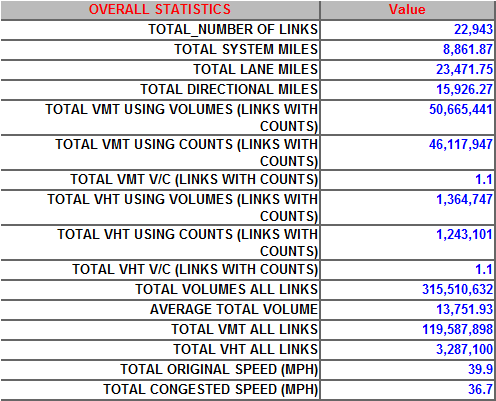 OVERALL STATISTICS Value
TOTAL_NUMBER OF LINKS 22,943
TOTAL SYSTEM MILES 8,861.87
TOTAL LANE MILES 23,471.75
TOTAL DIRECTIONAL MILES 15,926.27
TOTAL VMT USING VOLUMES (LINKS WITH 50,665,441
COUNTS)
TOTAL VMT USING COUNTS (LINKS WITH 46,117,947
COUNTS)
TOTAL VMT V/C (LINKS WITH COUNTS) 1.1
TOTAL VHT USING VOLUMES (LINKS WITH 1,364,747
COUNTS)
TOTAL VHT USING COUNTS (LINKS WITH 1,243,101
COUNTS)
TOTAL VHT V/C (LINKS WITH COUNTS) 1.1
TOTAL VOLUMES ALL LINKS 315,510,632
AVERAGE TOTAL VOLUME 13,751.93
TOTAL VMT ALL LINKS 119,587,898
TOTAL VHT ALL LINKS 3,287,100
TOTAL ORIGINAL SPEED (MPH) 39.9
TOTAL CONGESTED SPEED (MPH) 36.7